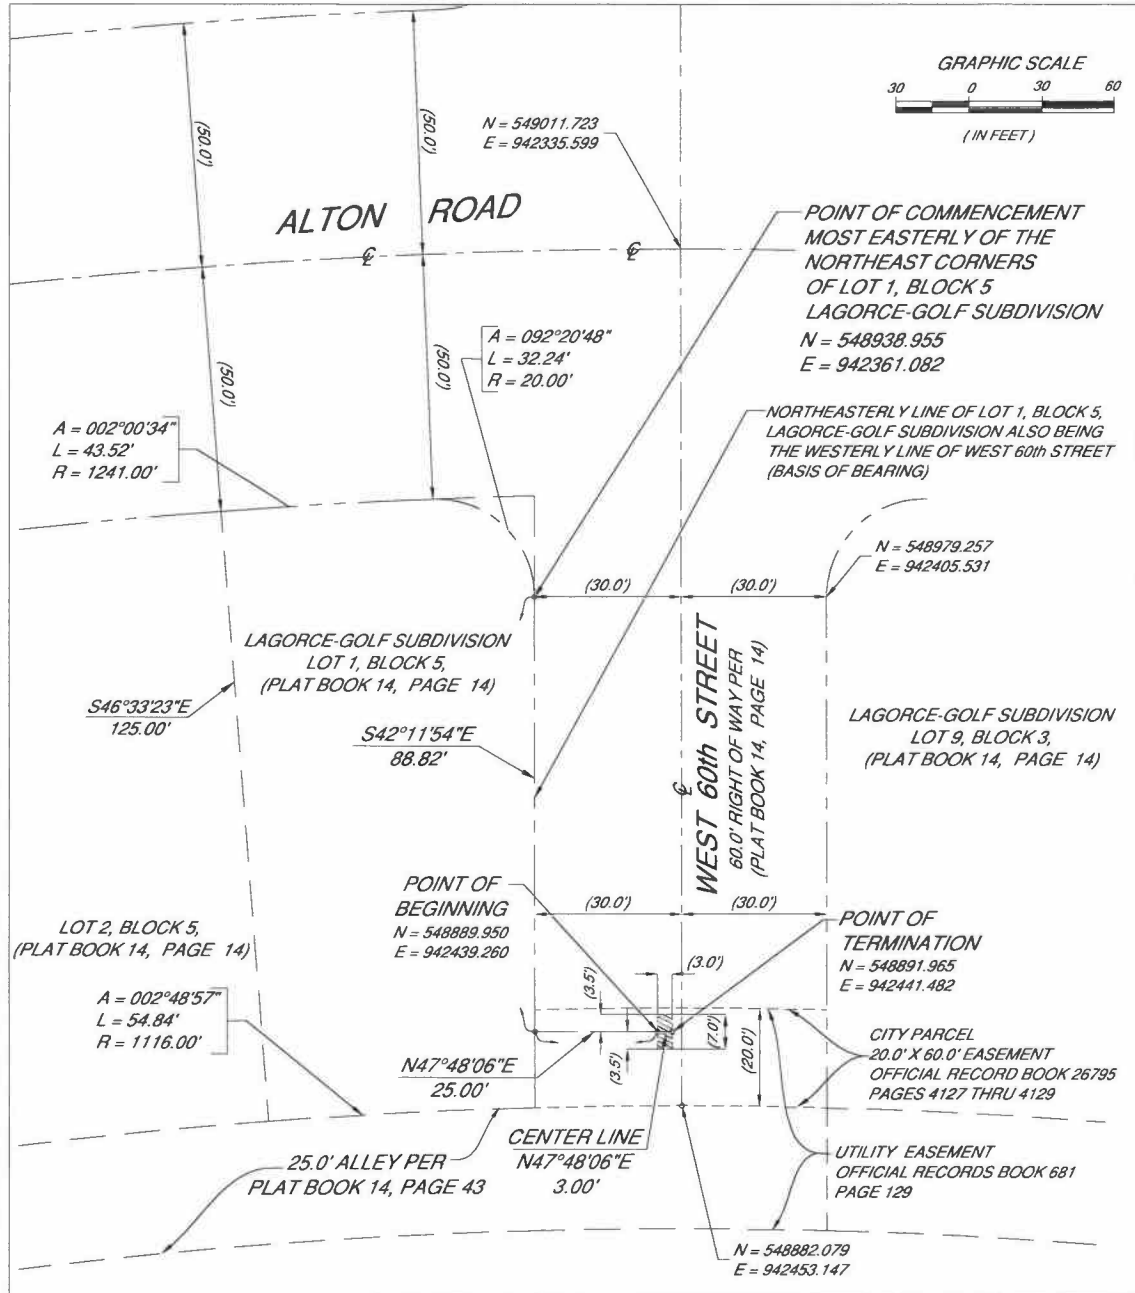 GRAPHIC SCALE
30 0 30 60
( IN FEET )
(50.0')
(50.0')
N = 549011.723
E = 942335.599
ALTON ROAD
POINT OF COMMENCEMENT
MOST EASTERLY OF THE
NORTHEAST CORNERS
OF LOT 1, BLOCK 5
LAGORCE-GOLF SUBDIVISION
N = 548938.955
E = 942361.082
A = 092°20'48"
L = 32.24'
R = 20.00'
(50.0')
(50.0')
A = 002°00'34"
L = 43.52'
R = 1241.00'
NORTHEASTERLY LINE OF LOT 1, BLOCK 5,
LAGORCE-GOLF SUBDIVISION ALSO BEING
THE WESTERLY LINE OF WEST 60th STREET
(BASIS OF BEARING)
N = 548979.257
E = 942405.531
(30.0')
(30.0')
LAGORCE-GOLF SUBDIVISION
LOT 1, BLOCK 5,
(PLAT BOOK 14, PAGE 14)
S46°33'23"E
125.00'
S42°11'54"E
88.82'
WEST 60th STREET
60.0' RIGHT OF WAY PER
(PLAT BOOK 14, PAGE 14)
LAGORCE-GOLF SUBDIVISION
LOT 9, BLOCK 3,
(PLAT BOOK 14, PAGE 14)
POINT OF
BEGINNING
N = 548889.950
E = 942439.260
(30.0')
(30.0')
POINT OF
TERMINATION
N = 548891.965
E = 942441.482
LOT 2, BLOCK 5,
(PLAT BOOK 14, PAGE 14)
A = 002°48'57"
L = 54.84'
R = 1116.00'
(3.5')
(3.0')
(7.0')
(20.0')
(3.5')
N47°48'06"E
25.00'
CITY PARCEL
20.0' X 60.0' EASEMENT
OFFICIAL RECORD BOOK 26795
PAGES 4127 THRU 4129
CENTER LINE
N47°48'06"E
3.00'
25.0' ALLEY PER
PLAT BOOK 14, PAGE 43
UTILITY EASEMENT
OFFICIAL RECORDS BOOK 681
PAGE 129
N = 548882.079
E = 942453.147